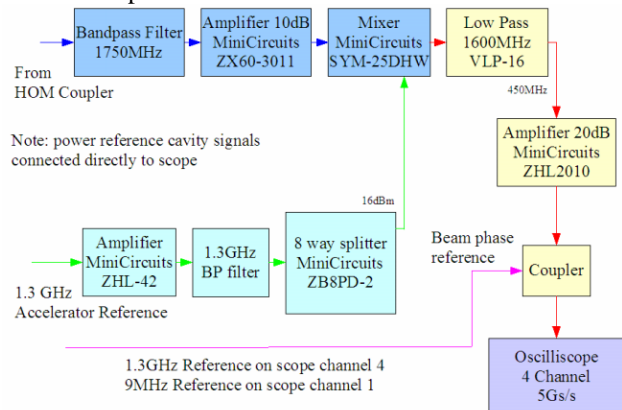 Bandpass Filter
1750MHz
Amplifier 10dB
MiniCircuits
ZX60-3011
Mixer
MiniCircuits
SYM-25DHW
Low Pass
1600MHz
VLP-16
From
HOM Coupler
450MHz
Note: power reference cavity signals
connected directly to scope
Amplifier 20dB
MiniCircuits
ZHL2010
16dBm
Amplifier
MiniCircuits
ZHL-42
1.3GHz
BP filter
8 way splitter
MiniCircuits
ZB8PD-2
Beam phase
reference
Coupler
1.3 GHz
Accelerator Reference
1.3GHz Reference on scope channel 4
9MHz Reference on scope channel 1
Oscilliscope
4 Channel
5Gs/s